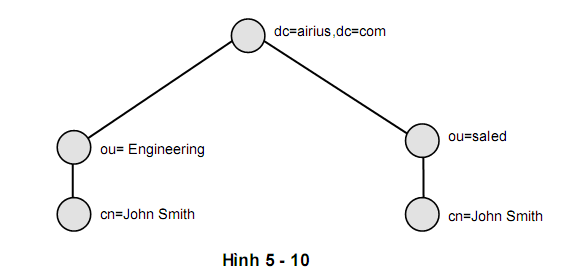 dc=airius,dc=com
ou= Engineering
ou=saled
cn=John Smith
cn=John Smith
Hình 5 - 10